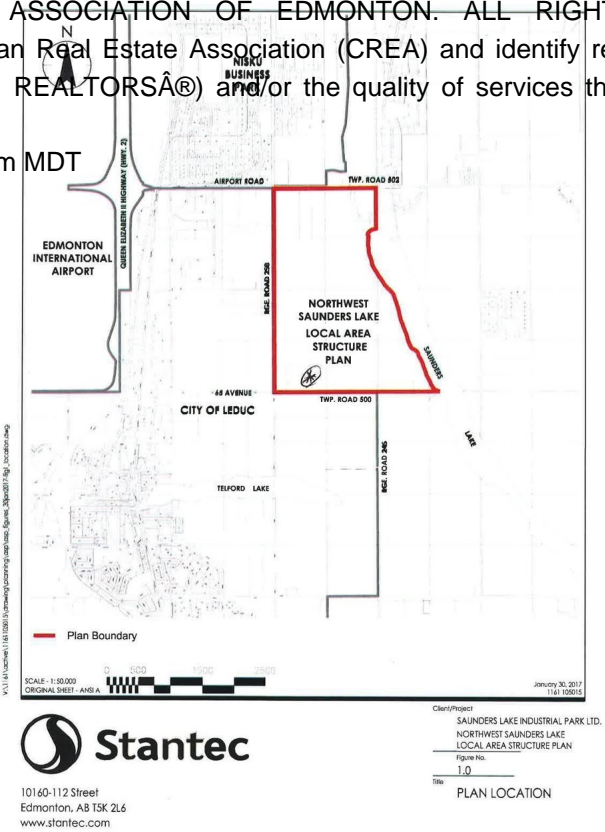 ASSOCIATION OF EDMONTON. ALL RIGHT
an Real Estate Association (CREA) and identify re
REALTORSÂ®) and/or the quality of services th
m MDT
N
NISKU
BUSINESS
PARK
QUEEN ELIZABETH II HIGHWAY (HWY. 2)
AIRPORT ROAD
TWP. ROAD 502
EDMONTON
INTERNATIONAL
AIRPORT
RGE. ROAD 250
NORTHWEST
SAUNDERS LAKE
LOCAL AREA
STRUCTURE
PLAN
SAUNDERS
LAKE
65 AVENUE
CITY OF LEDUC
TWP. ROAD 500
RGE. ROAD 245
TELFORD LAKE
Plan Boundary
0 500 1500 2500
SCALE - 1:50,000
ORIGINAL SHEET - ANSI A
January 30, 2017
1161 105015
Stantec
10160-112 Street
Edmonton, AB T5K 2L6
www.stantec.com
Client/Project
SAUNDERS LAKE INDUSTRIAL PARK LTD.
NORTHWEST SAUNDERS LAKE
LOCAL AREA STRUCTURE PLAN
Figure No.
1.0
Title
PLAN LOCATION